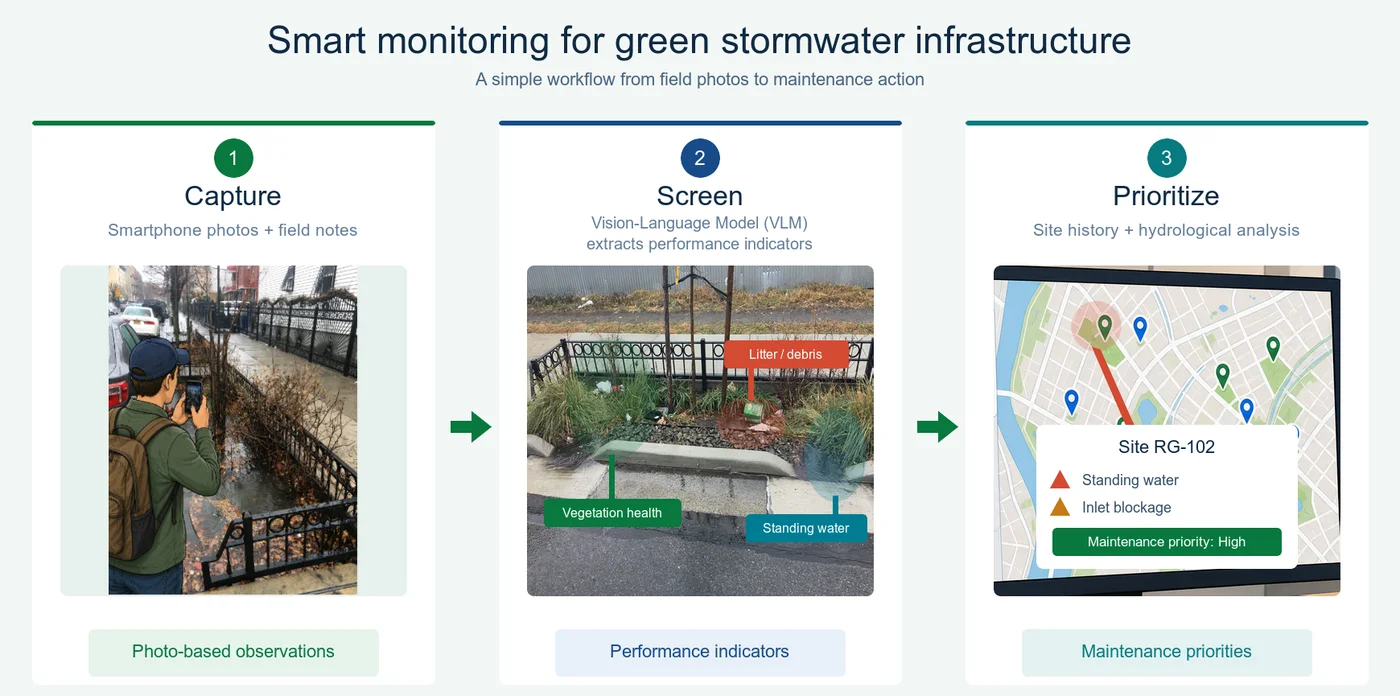 Smart monitoring for green stormwater infrastructure
A simple workflow from field photos to maintenance action
1
Capture
Smartphone photos + field notes
Photo-based observations
2
Screen
Vision-Language Model (VLM)
extracts performance indicators
Litter / debris
Vegetation health
Standing water
Performance indicators
3
Prioritize
Site history + hydrological analysis
Site RG-102
Standing water
Inlet blockage
Maintenance priority: High
Maintenance priorities